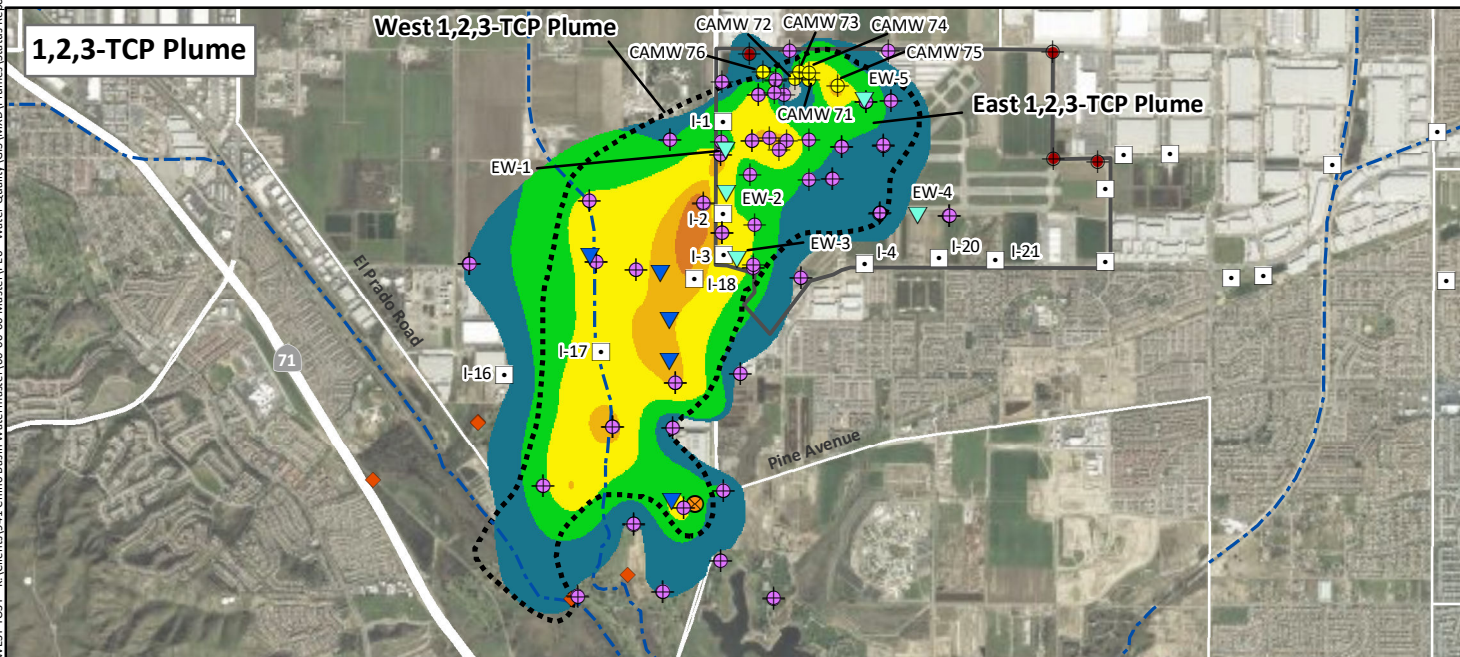 1,2,3-TCP Plume
West 1,2,3-TCP Plume
CAMW 72
CAMW 73
CAMW 74
CAMW 76
CAMW 75
EW-5
East 1,2,3-TCP Plume
CAMW 71
I-1
EW-1
EW-2
EW-4
I-2
EW-3
I-3
I-4
I-20
I-21
I-18
El Prado Road
I-17
71
I-16
Pine Avenue